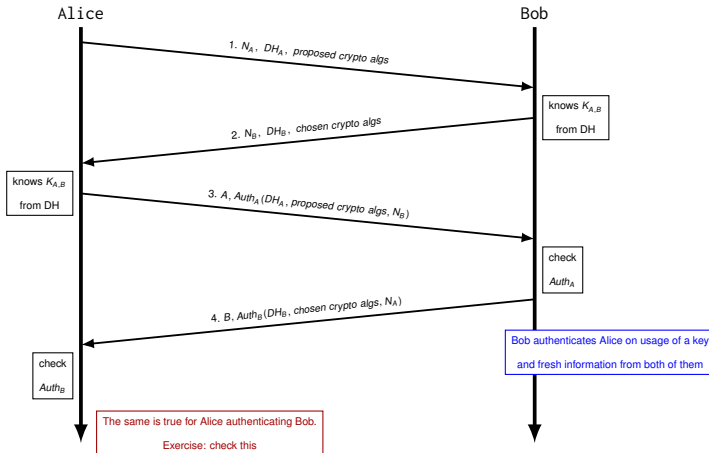 Alice
Bob
1. N_A, DH_A, proposed crypto algs
knows K_A,B
from DH
2. N_B, DH_B, chosen crypto algs
knows K_A,B
from DH
3. A, Auth_A(DH_A, proposed crypto algs, N_B)
check
Auth_A
4. B, Auth_B(DH_B, chosen crypto algs, N_A)
Bob authenticates Alice on usage of a key
and fresh information from both of them
check
Auth_B
The same is true for Alice authenticating Bob.
Exercise: check this